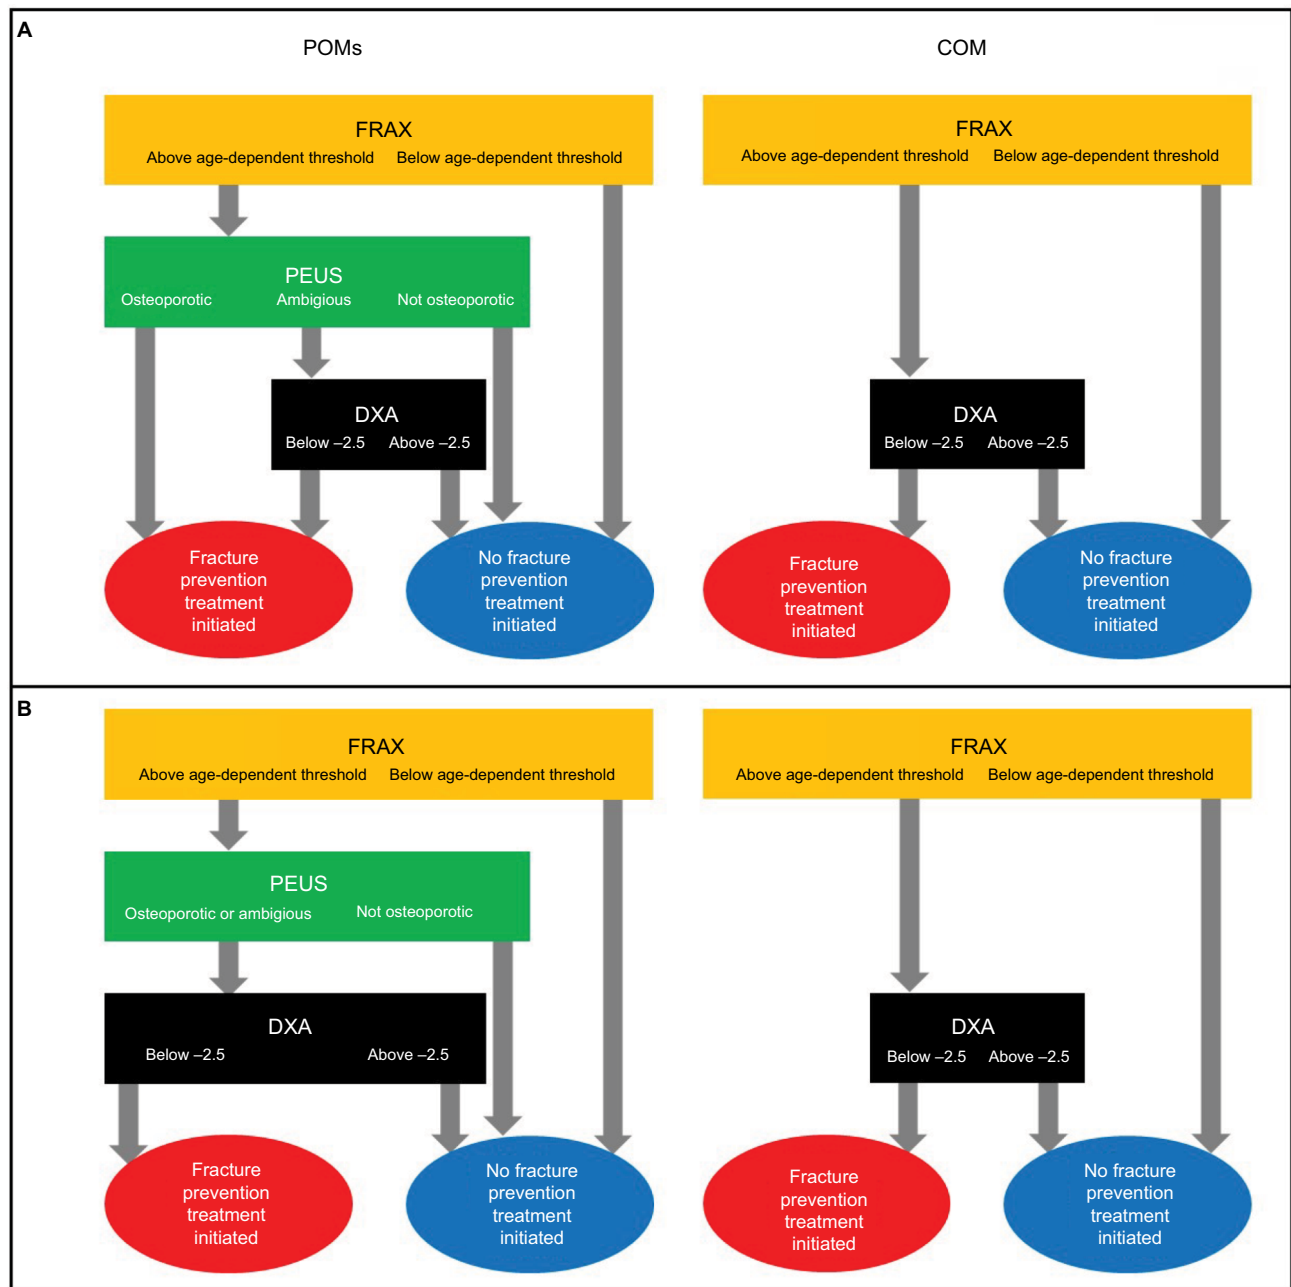 A
POMs
COM
FRAX
Above age-dependent threshold Below age-dependent threshold
FRAX
Above age-dependent threshold Below age-dependent threshold
PEUS
Osteoporotic Ambigious Not osteoporotic
DXA
Below –2.5 Above –2.5
DXA
Below –2.5 Above –2.5
Fracture
prevention
treatment
initiated
No fracture
prevention
treatment
initiated
Fracture
prevention
treatment
initiated
No fracture
prevention
treatment
initiated
B
FRAX
Above age-dependent threshold Below age-dependent threshold
FRAX
Above age-dependent threshold Below age-dependent threshold
PEUS
Osteoporotic or ambigious Not osteoporotic
DXA
Below –2.5 Above –2.5
DXA
Below –2.5 Above –2.5
Fracture
prevention
treatment
initiated
No fracture
prevention
treatment
initiated
Fracture
prevention
treatment
initiated
No fracture
prevention
treatment
initiated